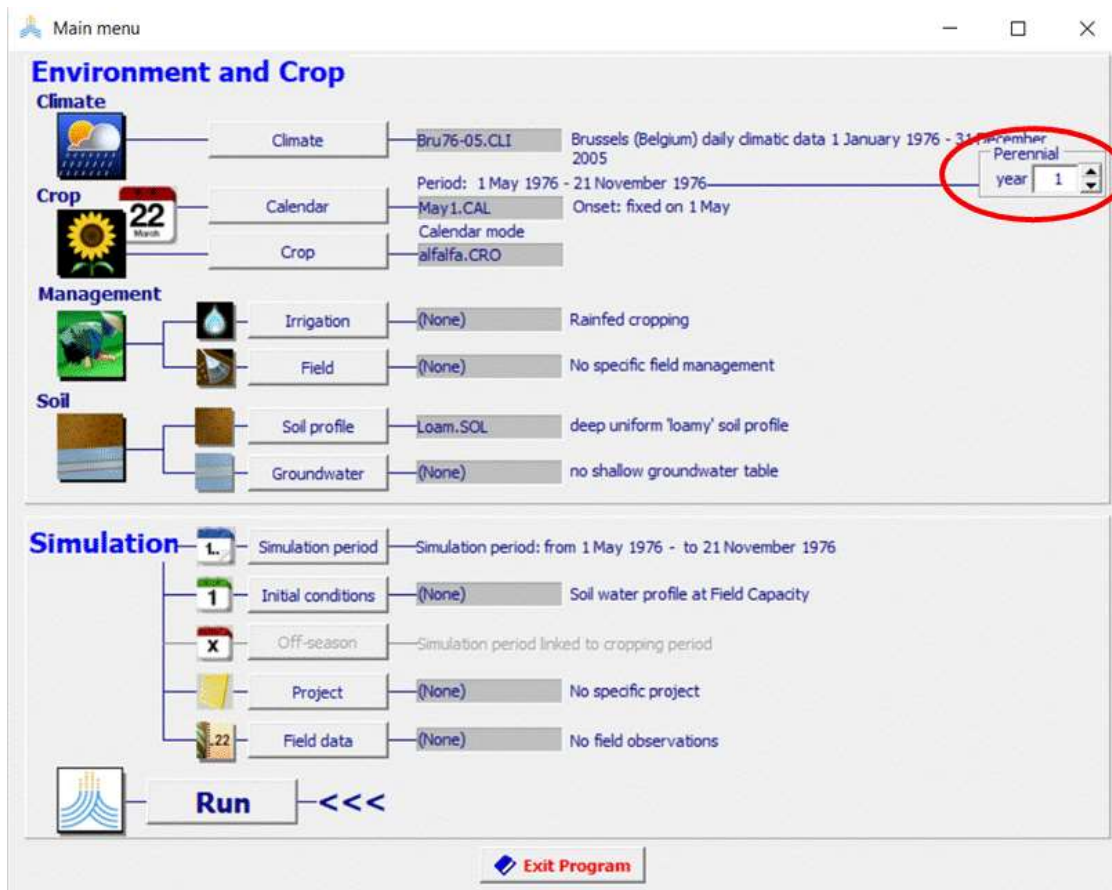 Main menu
Environment and Crop
Climate
Climate
Bru76-05.CLI
Brussels (Belgium) daily climatic data 1 January 1976 - 31 December
2005
Perennial
year 1
Period: 1 May 1976 - 21 November 1976
Crop
22
March
Calendar
May1.CAL
Onset: fixed on 1 May
Calendar mode
Crop
alfalfa.CRO
Management
Irrigation
(None)
Rainfed cropping
Field
(None)
No specific field management
Soil
Soil profile
Loam.SOL
deep uniform 'loamy' soil profile
Groundwater
(None)
no shallow groundwater table
Simulation
1..
Simulation period
Simulation period: from 1 May 1976 - to 21 November 1976
1
Initial conditions
(None)
Soil water profile at Field Capacity
X
Off-season
Simulation period linked to cropping period
Project
(None)
No specific project
.22
Field data
(None)
No field observations
Run
<<<
Exit Program